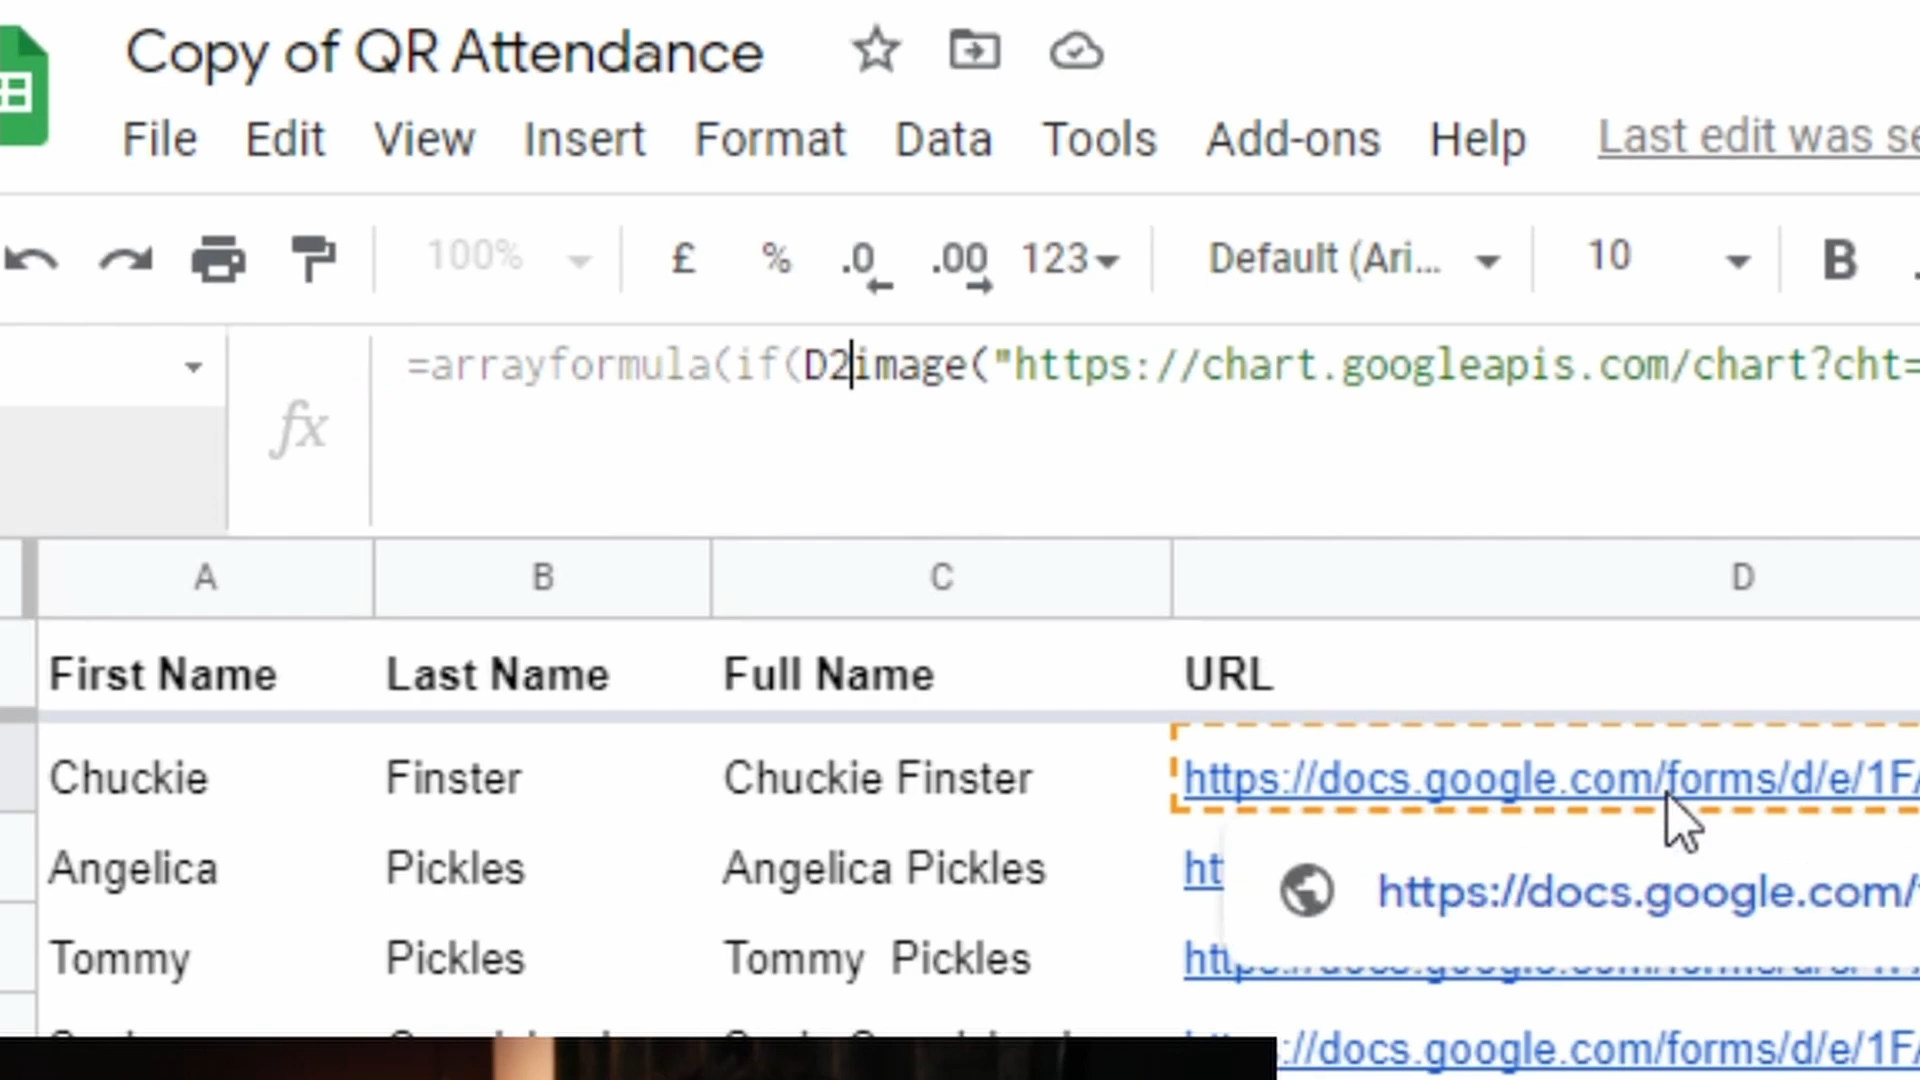 Copy of QR Attendance
File Edit View Insert Format Data Tools Add-ons Help Last edit was se
100% £ % .0 .00 123 Default (Ari... 10 B
fx =arrayformula(if(D2image("https://chart.googleapis.com/chart?cht=
A B C D
First Name Last Name Full Name URL
Chuckie Finster Chuckie Finster https://docs.google.com/forms/d/e/1FA
Angelica Pickles Angelica Pickles ht
https://docs.google.com/
Tommy Pickles Tommy  Pickles
://docs.google.com/forms/d/e/1FA